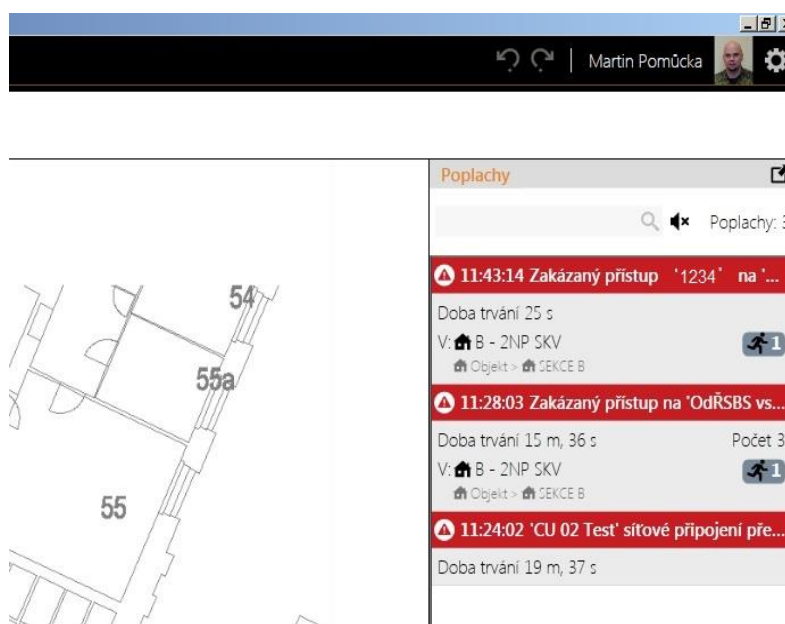 Martin Pomůcka
Poplachy
Poplachy: 3
11:43:14 Zakázaný přístup '1234' na '...
Doba trvání 25 s
V: B - 2NP SKV
1
Objekt > SEKCE B
11:28:03 Zakázaný přístup na 'OdŘSBS vs...
Doba trvání 15 m, 36 s Počet 3
V: B - 2NP SKV
1
Objekt > SEKCE B
11:24:02 'CU 02 Test' síťové připojení pře...
Doba trvání 19 m, 37 s
54
55a
55